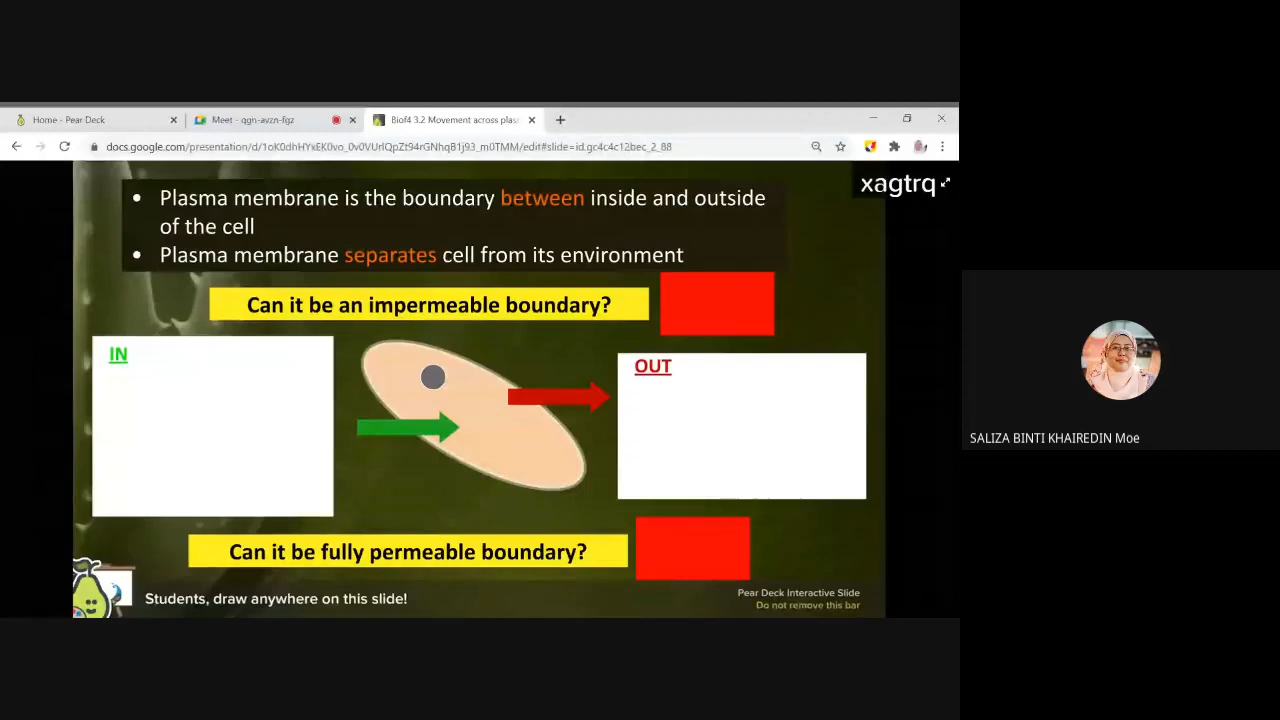 Home - Pear Deck
Meet - qgn-avzn-fgz
Biof4 3.2 Movement across plas
docs.google.com/presentation/d/1oK0dhHYxEK0vo_0v0VUrlQpZt94rGNhqB1j93_m0TMM/edit#slide=id.gc4c4c12bec_2_88
xagtrq
• Plasma membrane is the boundary between inside and outside
of the cell
• Plasma membrane separates cell from its environment
Can it be an impermeable boundary?
IN
OUT
SALIZA BINTI KHAIREDIN Moe
Can it be fully permeable boundary?
Students, draw anywhere on this slide!
Pear Deck Interactive Slide
Do not remove this bar